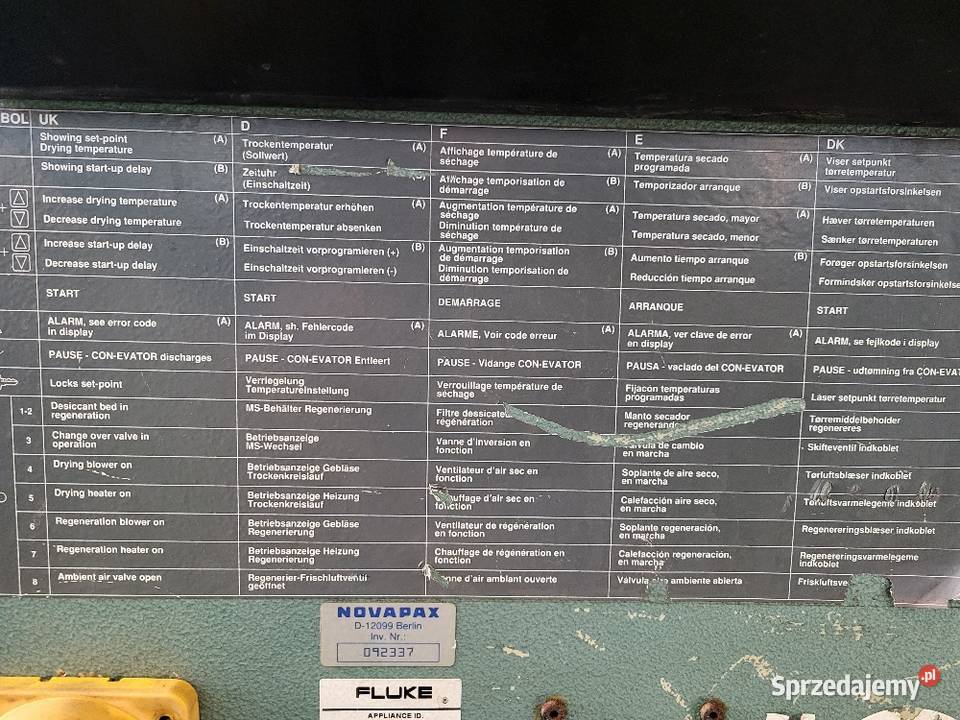 BOL UK D F E DK
Showing set-point (A)
Drying temperature
Trockentemperatur (A)
(Sollwert)
Affichage température de (A)
séchage
Temperatura secado (A)
programada
Viser setpunkt
tørretemperatur
Showing start-up delay (B)
Zeituhr
(Einschaltzeit)
Affichage temporisation de (B)
démarrage
Temporizador arranque (B)
Viser opstartsforsinkelsen
Increase drying temperature (A)
Decrease drying temperature
Trockentemperatur erhöhen (A)
Trockentemperatur absenken
Augmentation température de (A)
séchage
Diminution température de
séchage
Temperatura secado, mayor (A)
Temperatura secado, menor
Hæver tørretemperaturen
Sænker tørretemperaturen
Increase start-up delay (B)
Decrease start-up delay
Einschaltzeit vorprogramieren (+) (B)
Einschaltzeit vorprogramieren (-)
Augmentation temporisation (B)
de démarrage
Diminution temporisation de
démarrage
Aumento tiempo arranque (B)
Reducción tiempo arranque
Forøger opstartsforsinkelsen
Formindsker opstartsforsinkelse
START
START
DEMARRAGE
ARRANQUE
START
ALARM, see error code (A)
in display
ALARM, sh. Fehlercode (A)
im Display
ALARME, Voir code erreur (A)
ALARMA, ver clave de error (A)
en display
ALARM, se fejlkode i display
PAUSE - CON-EVATOR discharges
PAUSE - CON-EVATOR Entleert
PAUSE - Vidange CON-EVATOR
PAUSA - vaciado del CON-EVATOR
PAUSE - udtømning fra CON-EVAT
Locks set-point
Verriegelung
Temperatureinstellung
Verrouillage température de
séchage
Fijacón temperaturas
programadas
Låser setpunkt tørretemperatur
1-2
Desiccant bed in
regeneration
MS-Behälter Regenerierung
Filtre dessicate
régénération
Manto secador
regenerando
Tørremiddelbeholder
regenereres
3
Change over valve in
operation
Betriebsanzeige
MS-Wechsel
Vanne d'inversion en
fonction
de cambio
en marcha
Skifteventil indkoblet
4
Drying blower on
Betriebsanzeige Gebläse
Trockenkreislauf
Ventilateur d'air sec en
fonction
Soplante de aire seco,
en marcha
Tørluftsblæser indkoblet
5
Drying heater on
Betriebsanzeige Heizung
Trockenkreislauf
d'air sec en
fonction
Calefacción aire seco,
en marcha
Tørluftsvarmelegeme indkoblet
6
Regeneration blower on
Betriebsanzeige Gebläse
Regenerierung
Ventilateur de régénération
en fonction
Soplante regeneración,
en marcha
Regenereringsblæser indkoblet
7
Regeneration heater on
Betriebsanzeige Heizung
Regenerierung
Chauffage de régénération en
fonction
Calefacción regeneración,
en marcha
Regenereringsvarmelegeme
indkoblet
8
Ambient air valve open
Regenerier-Frischluftventil
geöffnet
d'air ambiant ouverte
Válvula ambiente abierta
NOVAPAX
D-12099 Berlin
Inv. Nr.:
092337
FLUKE
APPLIANCE ID.
Sprzedajemy.pl